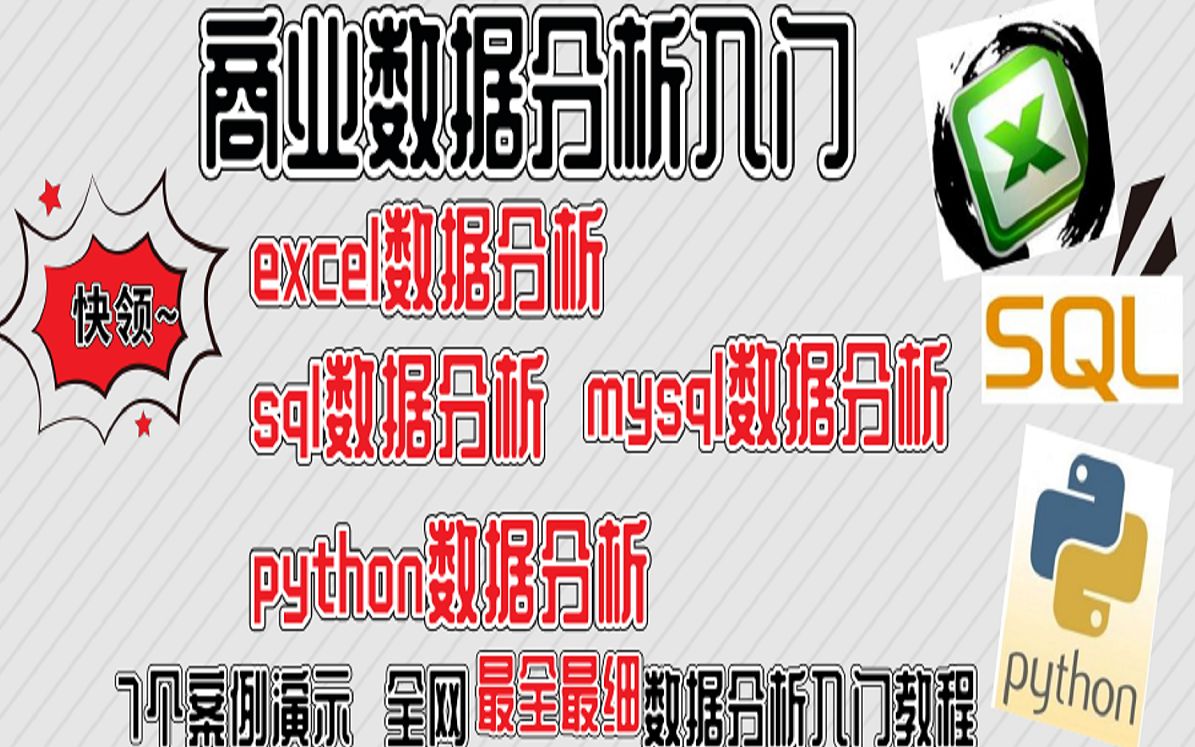 商业数据分析入门
excel数据分析
快领~
SQL
sql数据分析 mysql数据分析
python数据分析
python
7个案例演示 全网最全最细数据分析入门教程